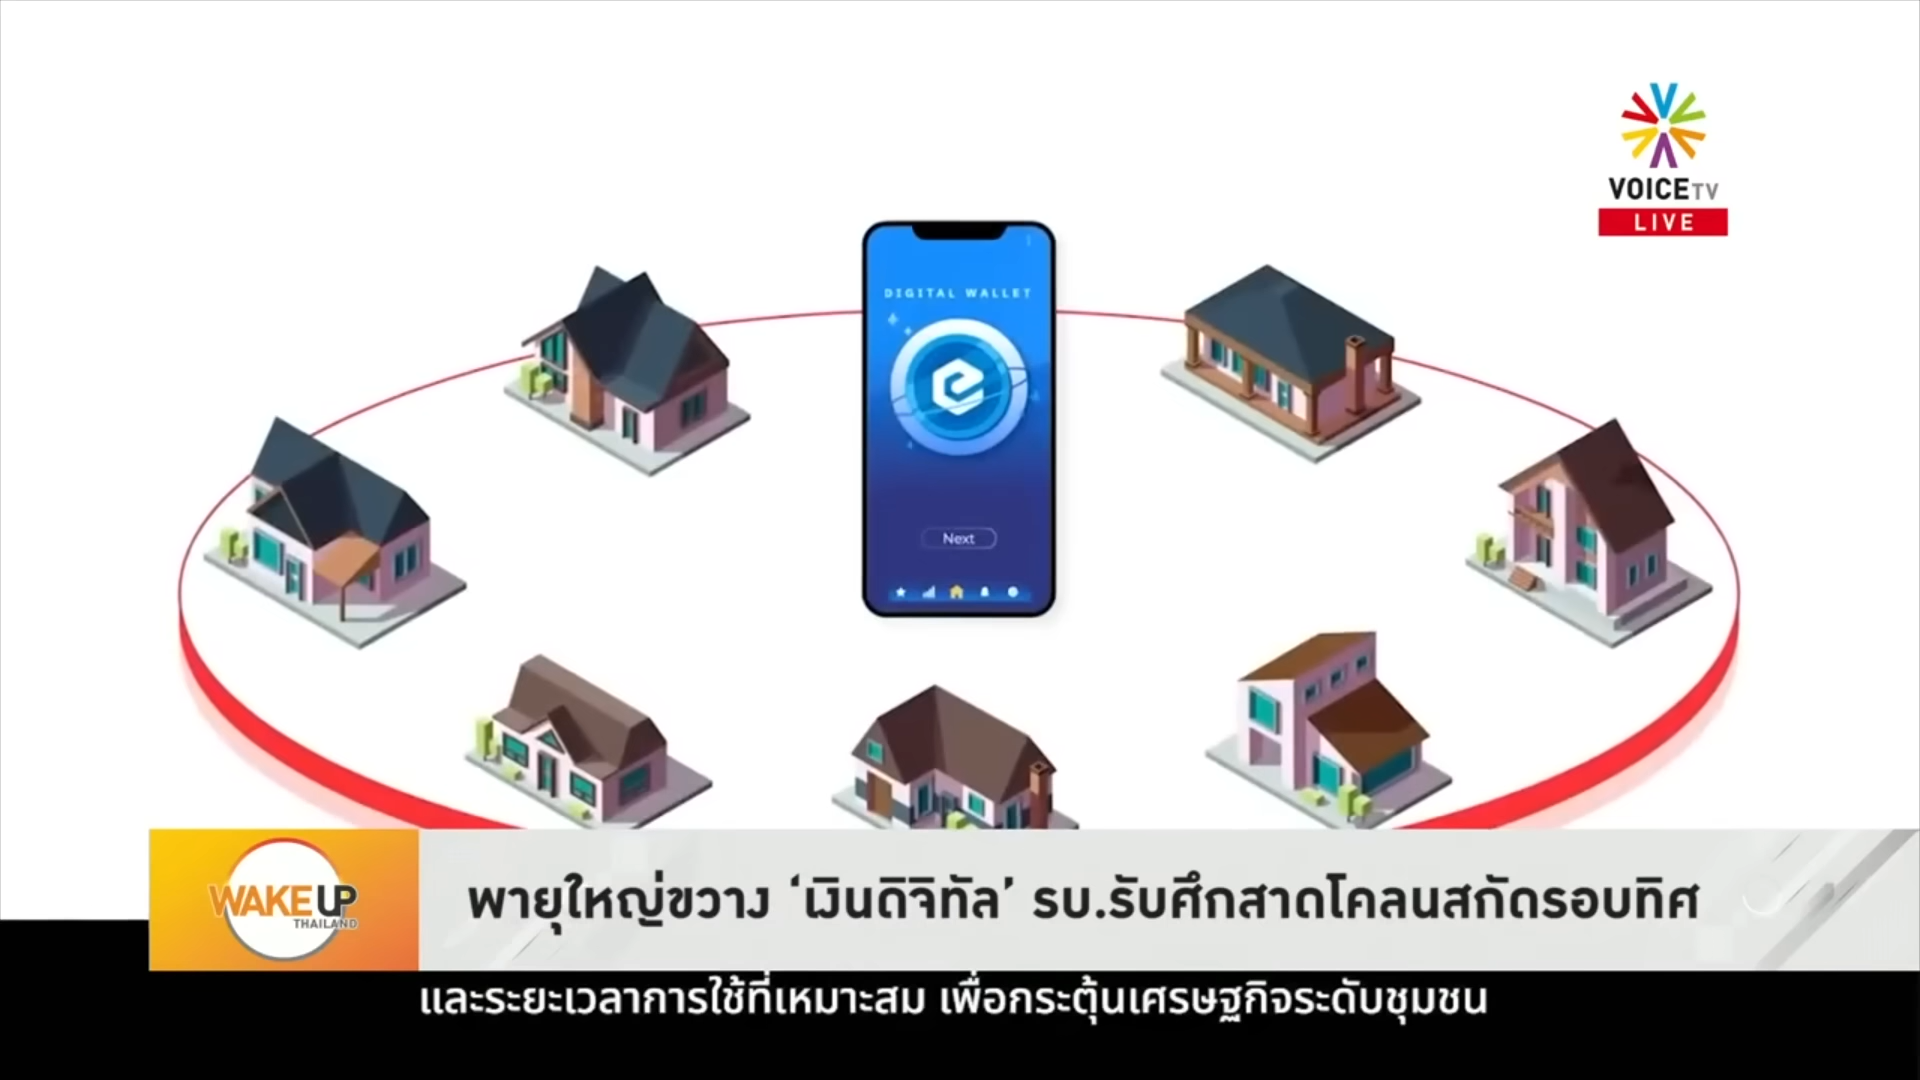 VOICE TV
LIVE
DIGITAL WALLET
Next
WAKE UP
THAILAND
พายุใหญ่ขวาง ‘เงินดิจิทัล’ รบ.รับศึกสาดโคลนสกัดรอบทิศ
และระยะเวลาการใช้ที่เหมาะสม เพื่อกระตุ้นเศรษฐกิจระดับชุมชน